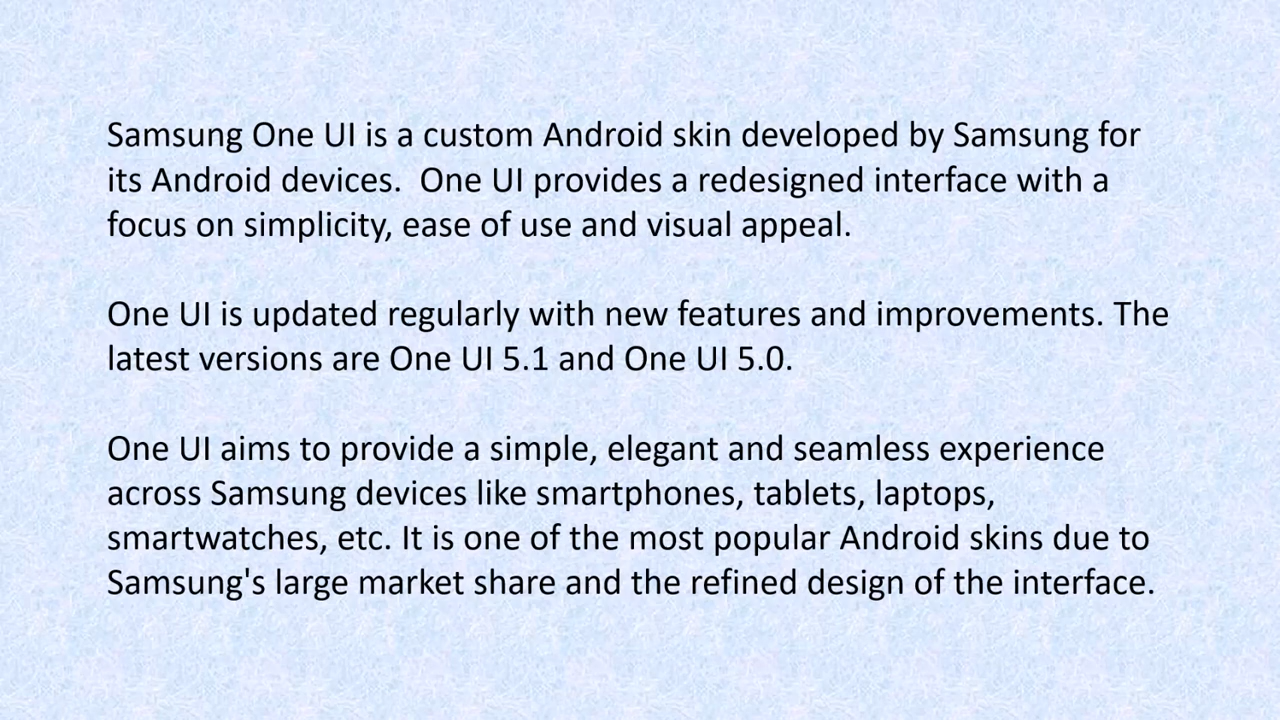 Samsung One UI is a custom Android skin developed by Samsung for
its Android devices.  One UI provides a redesigned interface with a
focus on simplicity, ease of use and visual appeal.
One UI is updated regularly with new features and improvements. The
latest versions are One UI 5.1 and One UI 5.0.
One UI aims to provide a simple, elegant and seamless experience
across Samsung devices like smartphones, tablets, laptops,
smartwatches, etc. It is one of the most popular Android skins due to
Samsung's large market share and the refined design of the interface.